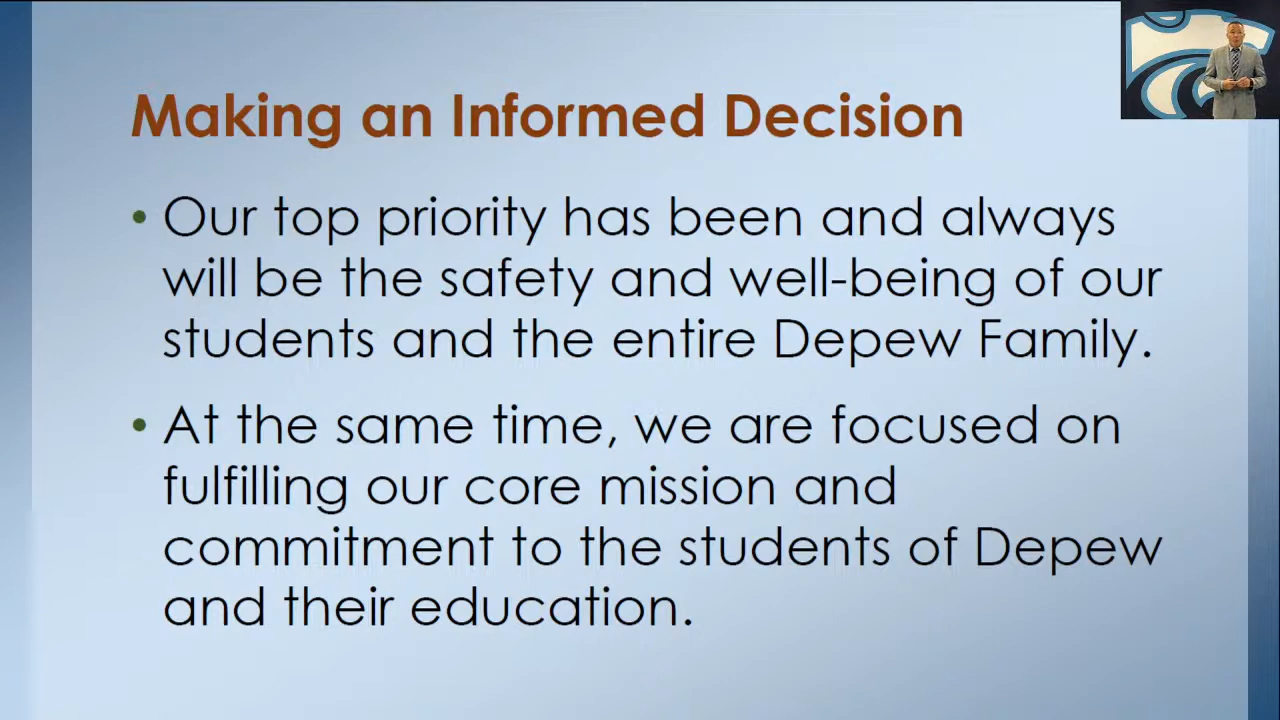 Making an Informed Decision
• Our top priority has been and always
will be the safety and well-being of our
students and the entire Depew Family.
• At the same time, we are focused on
fulfilling our core mission and
commitment to the students of Depew
and their education.